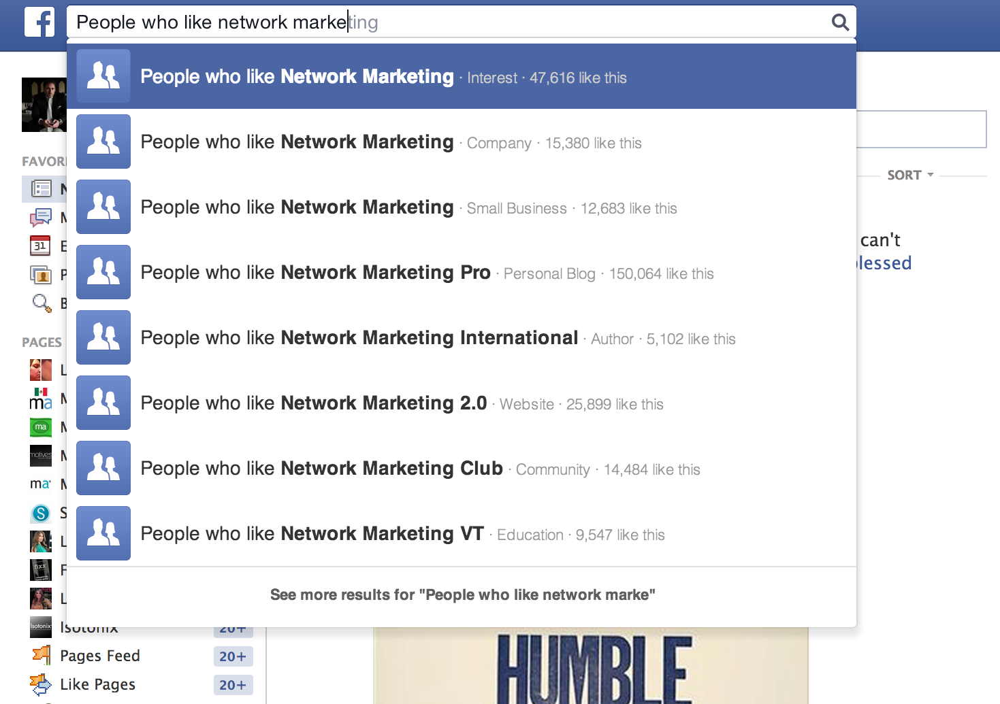 f
People who like network marketing
People who like Network Marketing · Interest · 47,616 like this
People who like Network Marketing · Company · 15,380 like this
People who like Network Marketing · Small Business · 12,683 like this
People who like Network Marketing Pro · Personal Blog · 150,064 like this
People who like Network Marketing International · Author · 5,102 like this
People who like Network Marketing 2.0 · Website · 25,899 like this
People who like Network Marketing Club · Community · 14,484 like this
People who like Network Marketing VT · Education · 9,547 like this
See more results for "People who like network marke"
FAVOR
N
M
31 E
P
B
PAGES
L
ma M
ma M
motives M
ma M
S S
L
F
L
Isotonix Isotonix 20+
Pages Feed 20+
Like Pages 20+
SORT
can't
blessed
HUMBLE